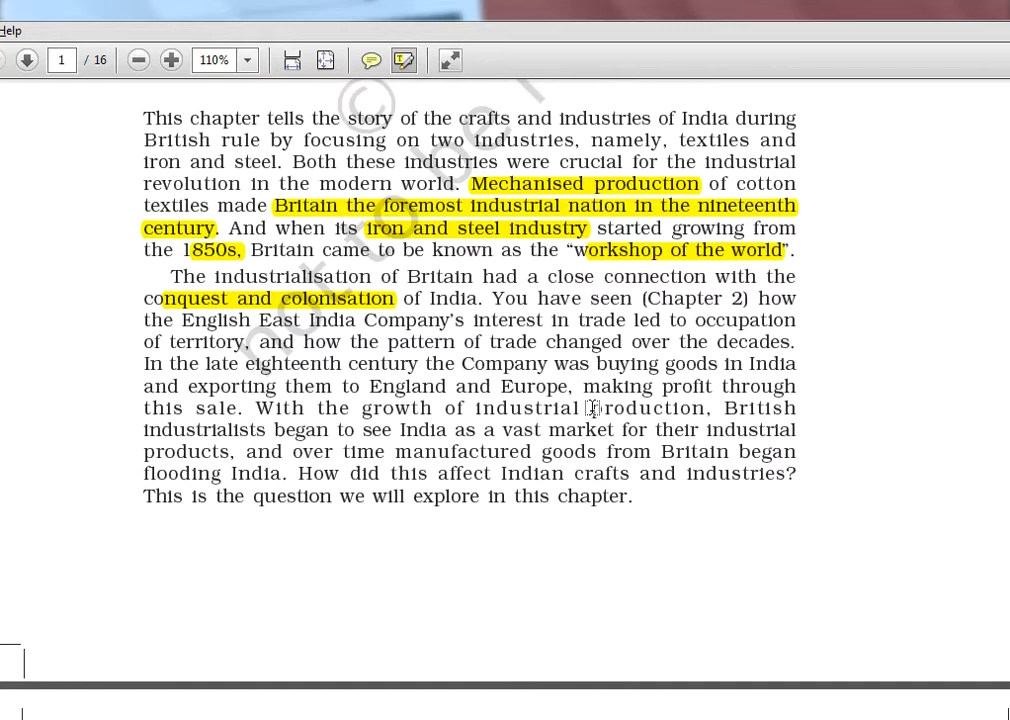 Help
1 / 16 110%
This chapter tells the story of the crafts and industries of India during
British rule by focusing on two industries, namely, textiles and
iron and steel. Both these industries were crucial for the industrial
revolution in the modern world. Mechanised production of cotton
textiles made Britain the foremost industrial nation in the nineteenth
century. And when its iron and steel industry started growing from
the 1850s, Britain came to be known as the “workshop of the world”.
The industrialisation of Britain had a close connection with the
conquest and colonisation of India. You have seen (Chapter 2) how
the English East India Company’s interest in trade led to occupation
of territory, and how the pattern of trade changed over the decades.
In the late eighteenth century the Company was buying goods in India
and exporting them to England and Europe, making profit through
this sale. With the growth of industrial production, British
industrialists began to see India as a vast market for their industrial
products, and over time manufactured goods from Britain began
flooding India. How did this affect Indian crafts and industries?
This is the question we will explore in this chapter.
© not to be